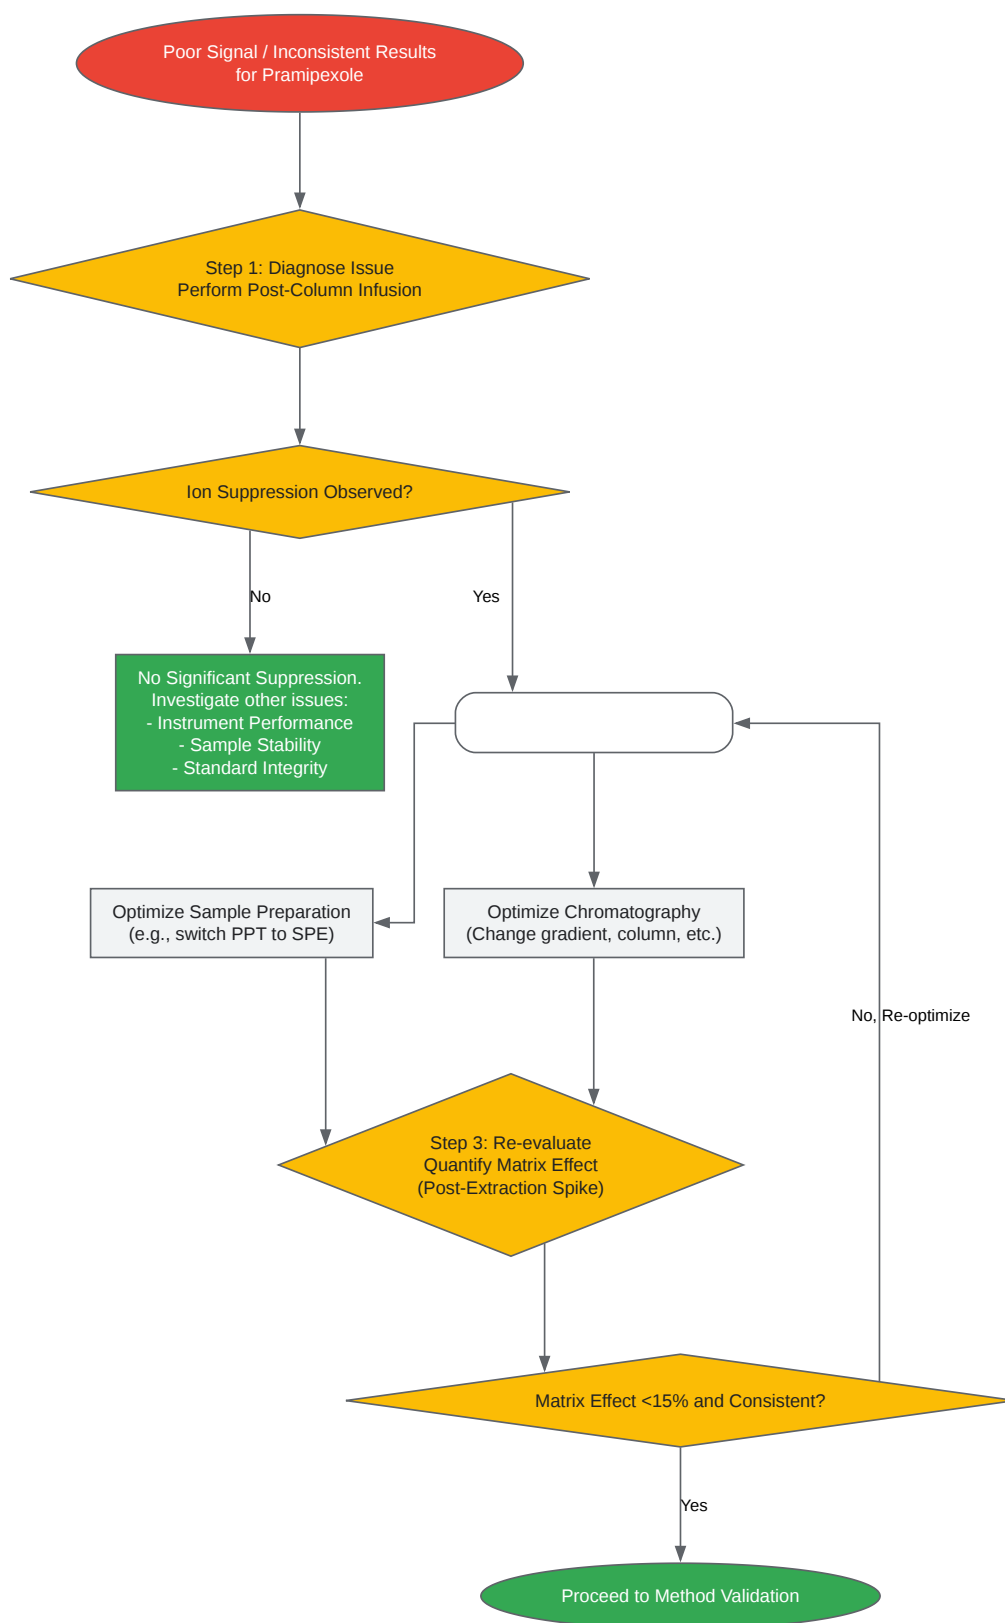 Poor Signal / Inconsistent Results
for Pramipexole
Step 1: Diagnose Issue
Perform Post-Column Infusion
Ion Suppression Observed?
No
Yes
No Significant Suppression.
Investigate other issues:
- Instrument Performance
- Sample Stability
- Standard Integrity
Optimize Sample Preparation
(e.g., switch PPT to SPE)
Optimize Chromatography
(Change gradient, column, etc.)
No, Re-optimize
Step 3: Re-evaluate
Quantify Matrix Effect
(Post-Extraction Spike)
Matrix Effect <15% and Consistent?
Yes
Proceed to Method Validation